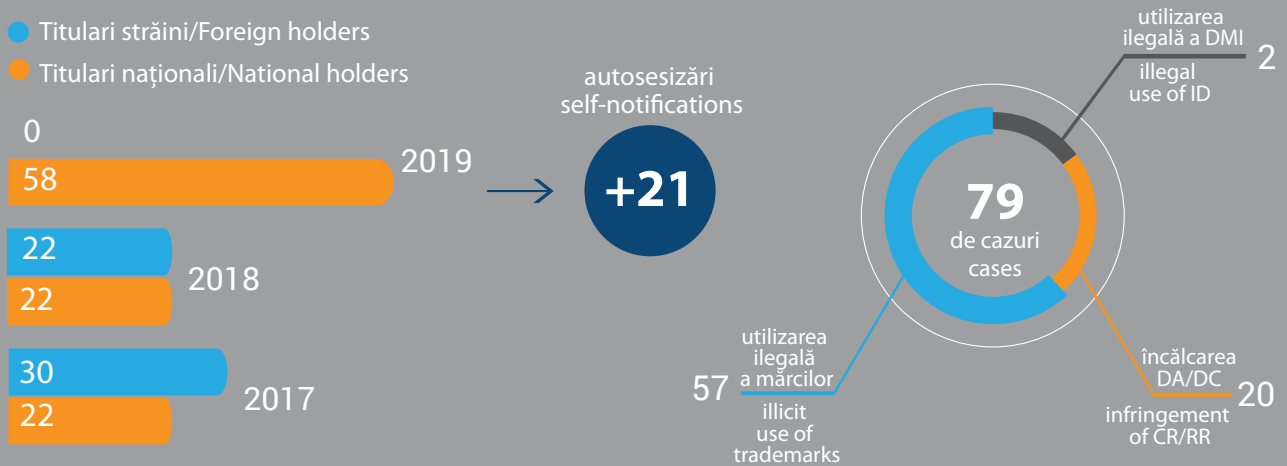 Titulari străini/Foreign holders
Titulari naționali/National holders
0
58
2019
22
22
2018
30
22
2017
autosesizări
self-notifications
+21
79
de cazuri
cases
utilizarea
ilegală a DMI
2
illegal
use of ID
utilizarea
ilegală
a mărcilor
57
illicit
use of
trademarks
încălcarea
DA/DC
20
infringement
of CR/RR